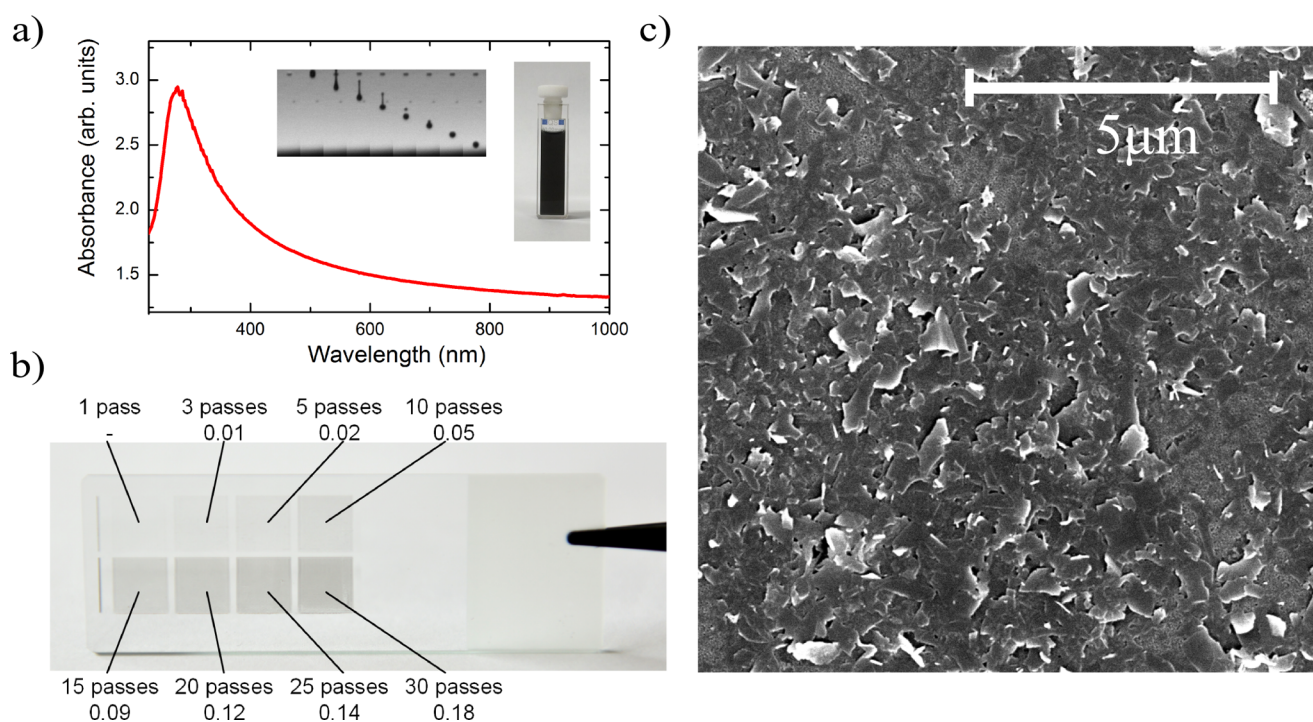 a)
Absorbance (arb. units)
3.0
2.5
2.0
1.5
400
600
800
1000
Wavelength (nm)
b)
1 pass
3 passes
5 passes
10 passes
-
0.01
0.02
0.05
15 passes
20 passes
25 passes
30 passes
0.09
0.12
0.14
0.18
c)
5μm